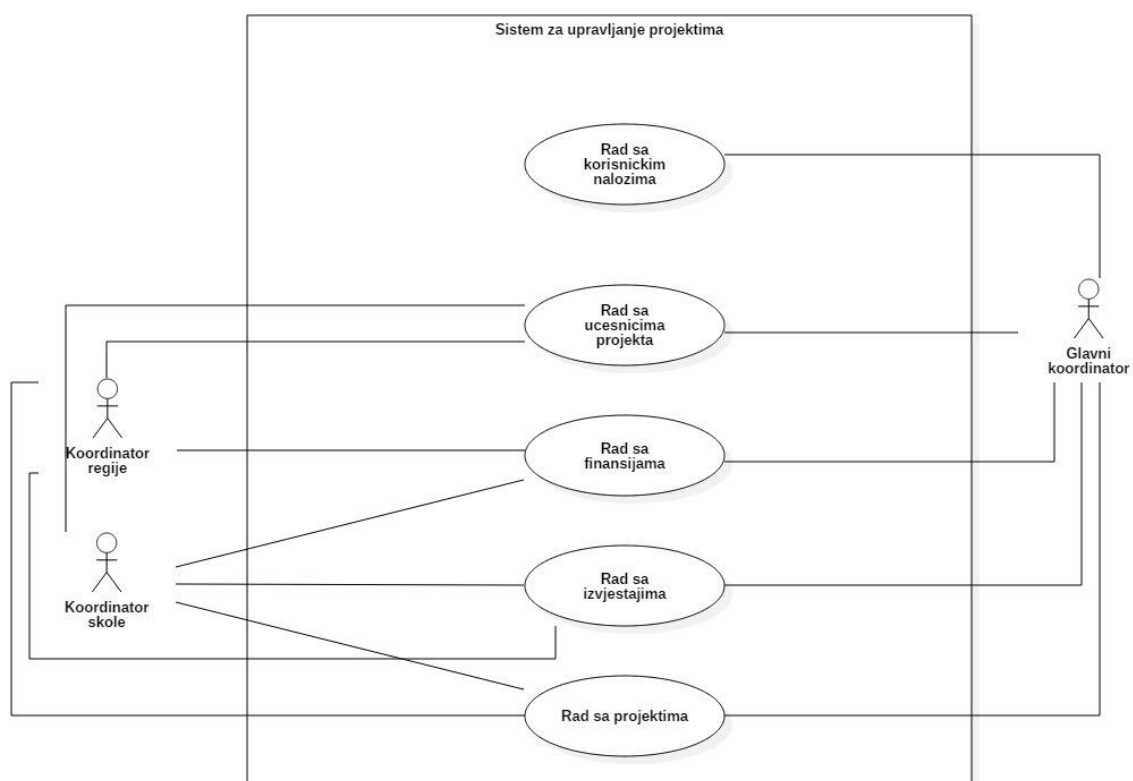 Sistem za upravljanje projektima
Rad sa
korisnickim
nalozima
Rad sa
ucesnicima
projekta
Glavni
koordinator
Koordinator
regije
Rad sa
finansijama
Koordinator
skole
Rad sa
izvjestajima
Rad sa projektima